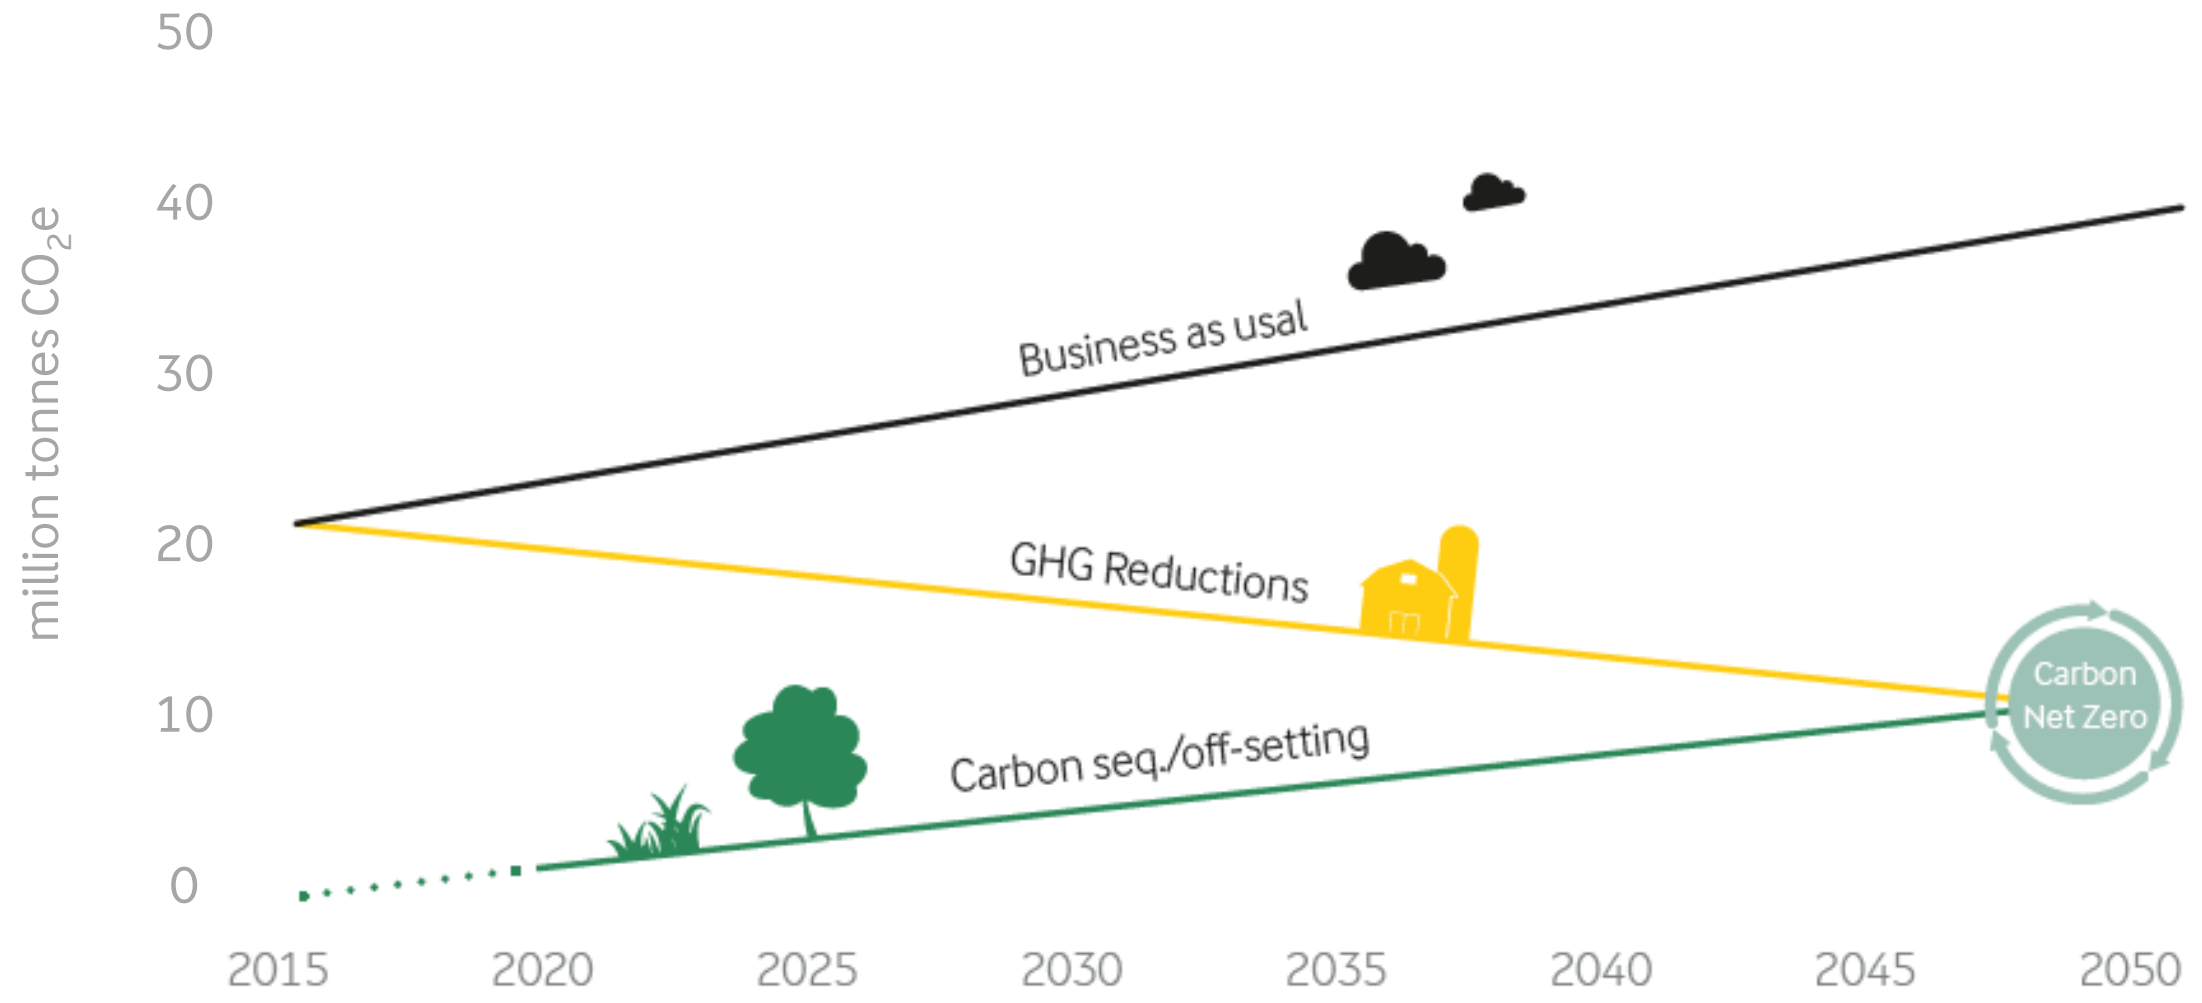 50
40
30
20
10
0
million tonnes CO₂e
Business as usal
GHG Reductions
Carbon seq./off-setting
Carbon
Net Zero
2015 2020 2025 2030 2035 2040 2045 2050